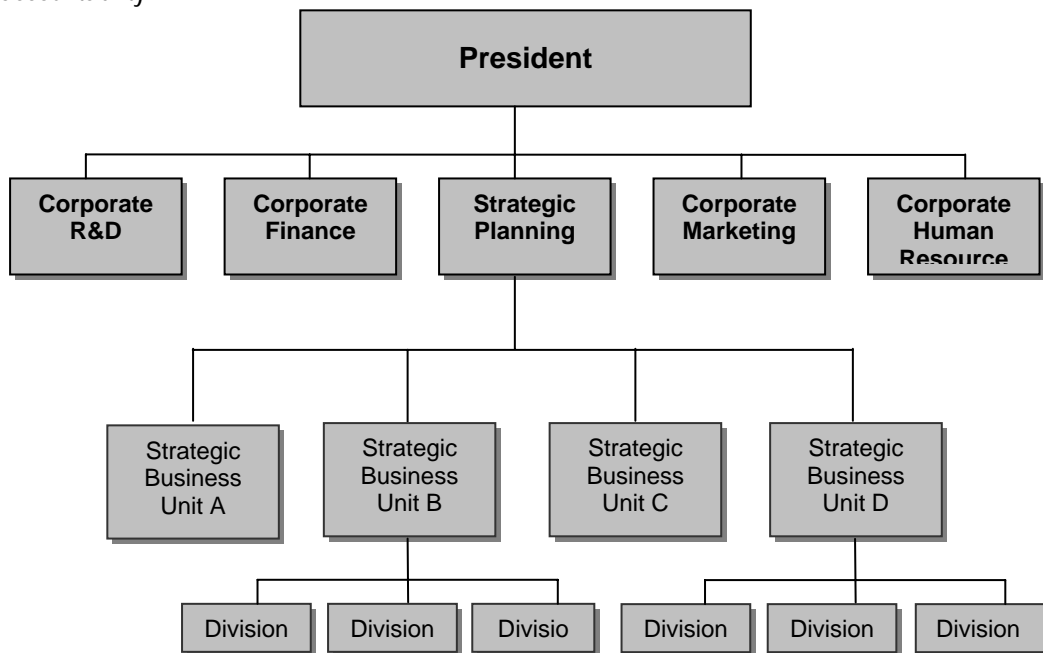 President
Corporate
R&D
Corporate
Finance
Strategic
Planning
Corporate
Marketing
Corporate
Human
Resource
Strategic
Business
Unit A
Strategic
Business
Unit B
Strategic
Business
Unit C
Strategic
Business
Unit D
Division
Division
Divisio
Division
Division
Division